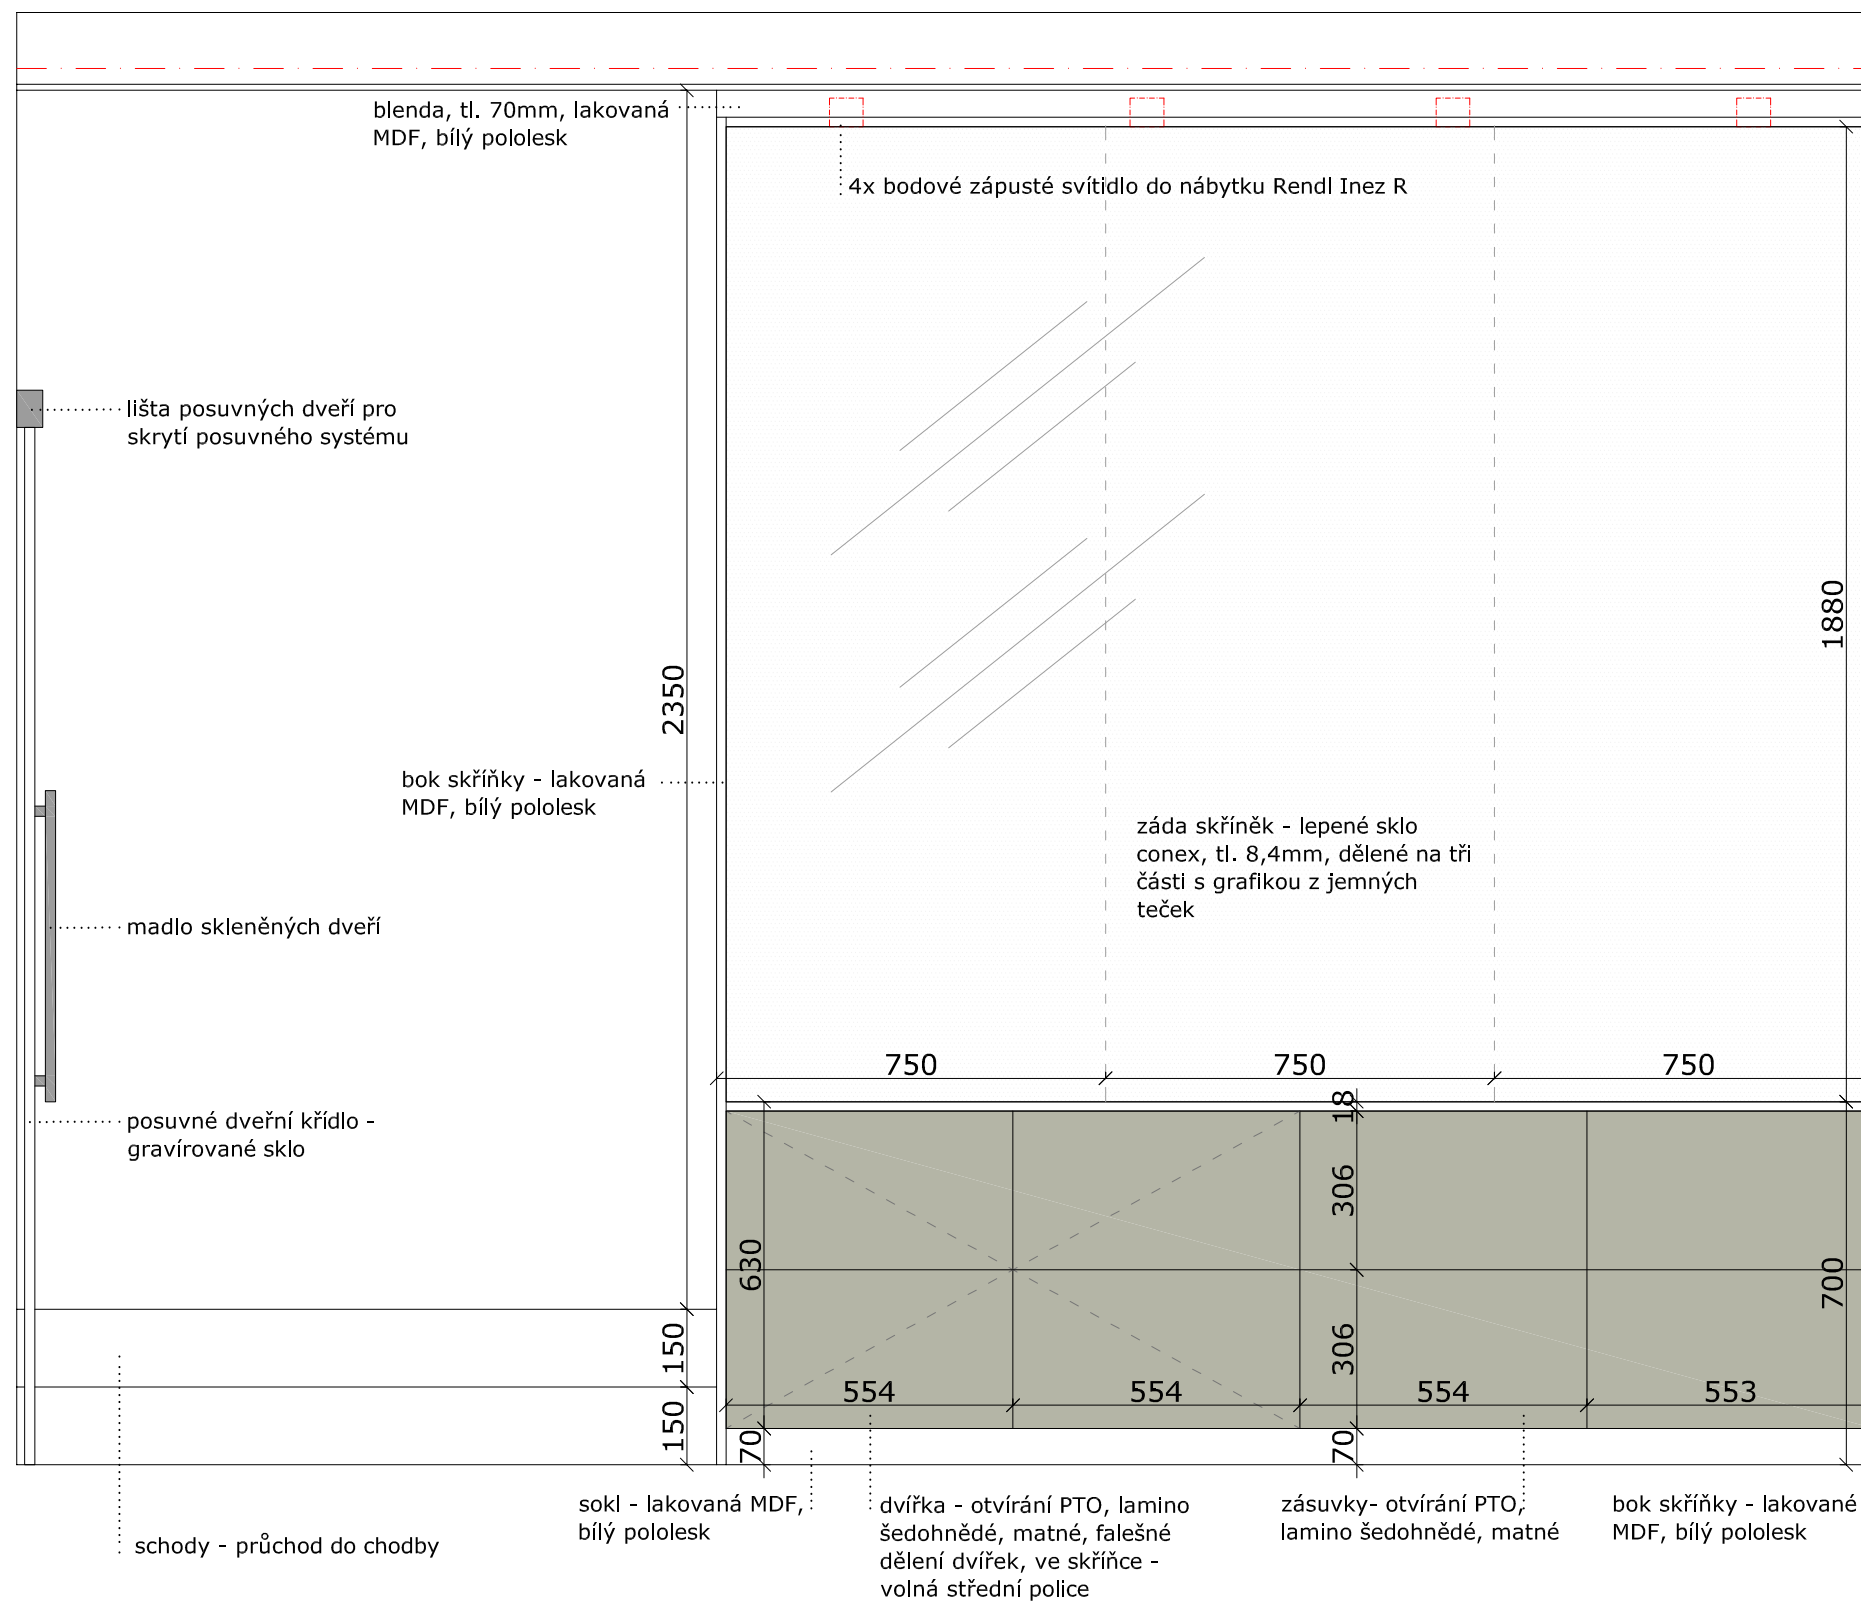 blenda, tl. 70mm, lakovaná
MDF, bílý pololesk
4x bodové zápusté svítidlo do nábytku Rendl Inez R
lišta posuvných dveří pro
skrytí posuvného systému
1880
2350
bok skříňky - lakovaná
MDF, bílý pololesk
záda skříněk - lepené sklo
conex, tl. 8,4mm, dělené na tři
části s grafikou z jemných
teček
madlo skleněných dveří
750
750
750
18
posuvné dveřní křídlo -
gravírované sklo
306
630
700
150
306
554
554
554
553
150
70
70
sokl - lakovaná MDF,
bílý pololesk
dvířka - otvírání PTO, lamino
šedohnědé, matné, falešné
dělení dvířek, ve skříňce -
volná střední police
zásuvky- otvírání PTO,
lamino šedohnědé, matné
bok skříňky - lakované
MDF, bílý pololesk
schody - průchod do chodby